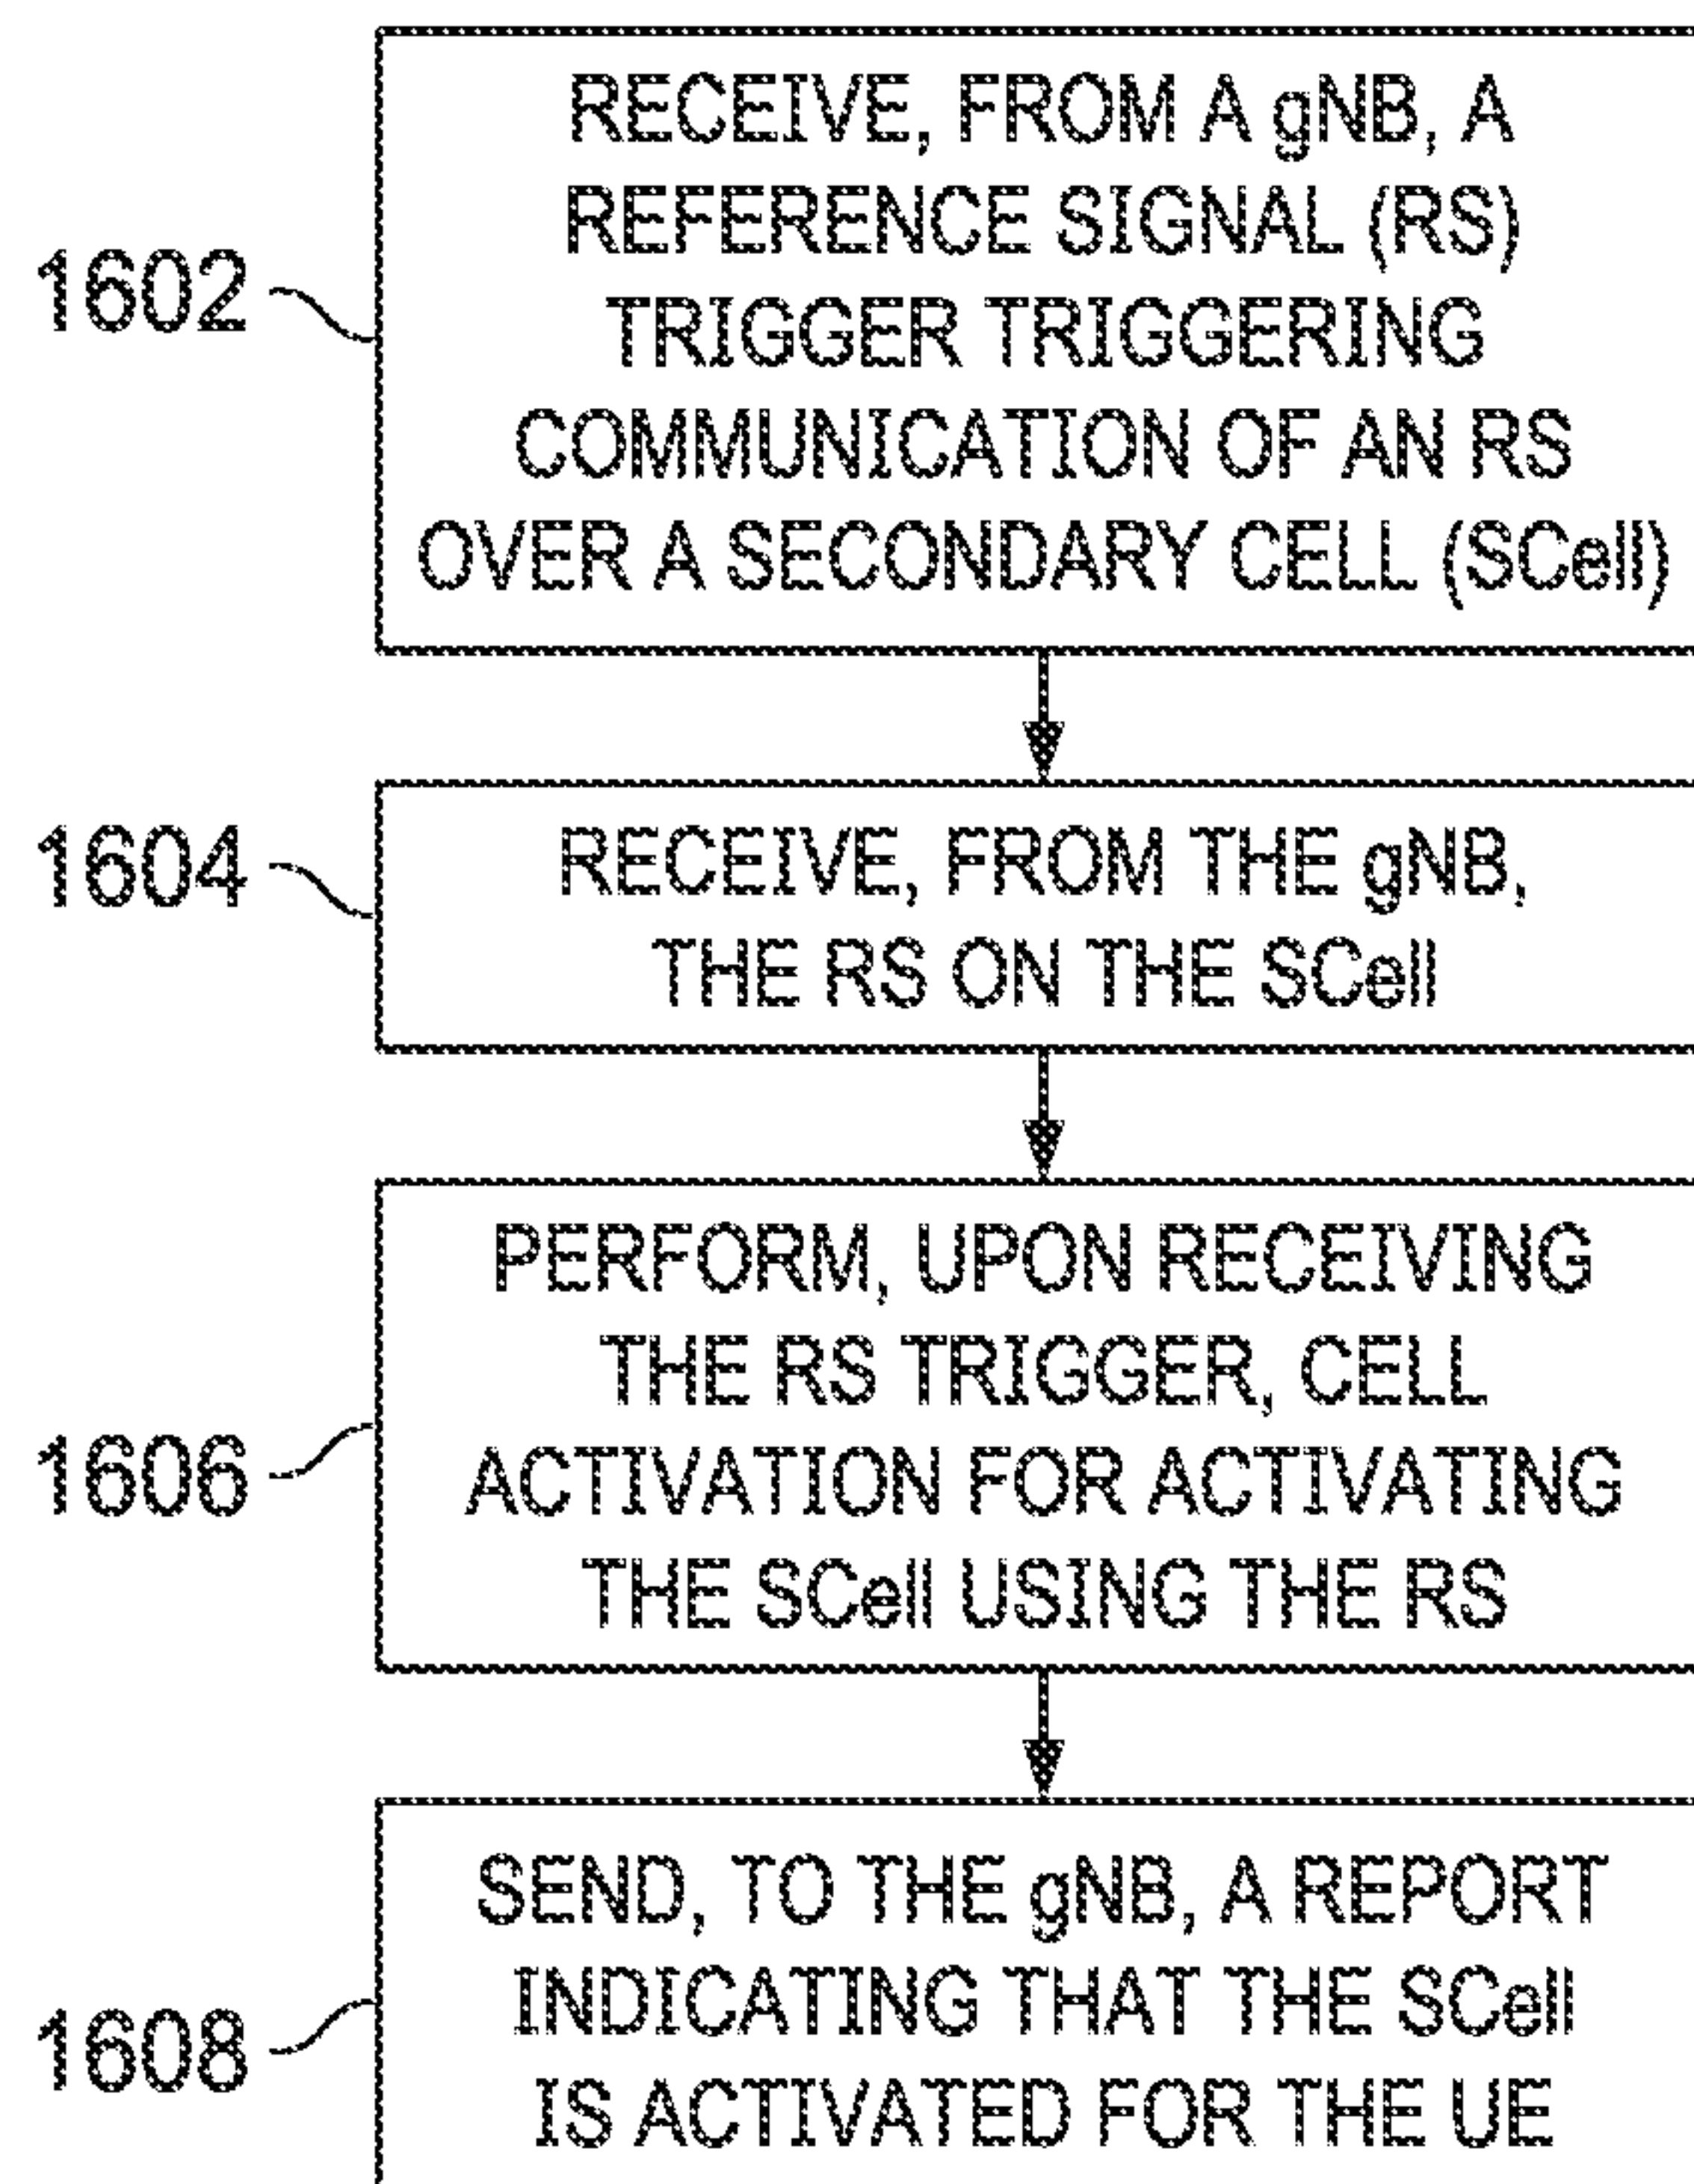 RECEIVE, FROM A gNB, A
REFERENCE SIGNAL (RS)
1602
TRIGGER TRIGGERING
COMMUNICATION OF AN RS
OVER A SECONDARY CELL (SCell)
1604
RECEIVE, FROM THE gNB,
THE RS ON THE SCell
PERFORM, UPON RECEIVING
THE RS TRIGGER, CELL
1606
ACTIVATION FOR ACTIVATING
THE SCell USING THE RS
SEND, TO THE gNB, A REPORT
INDICATING THAT THE SCell
1608
IS ACTIVATED FOR THE UE